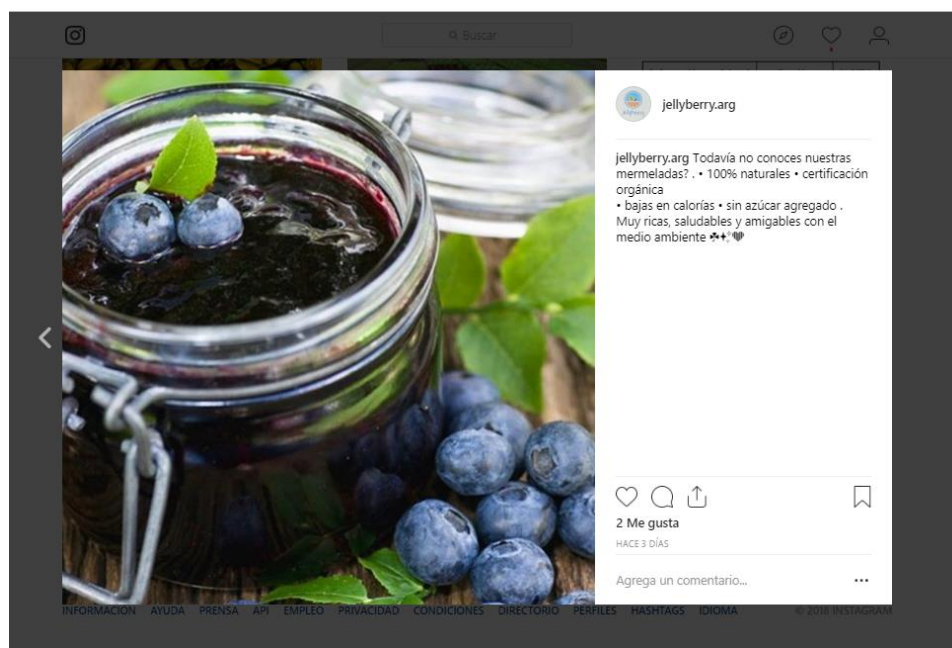 Buscar
jellyberry.arg
jellyberry.arg Todavía no conoces nuestras
mermeladas? . • 100% naturales • certificación
orgánica
• bajas en calorías • sin azúcar agregado .
Muy ricas, saludables y amigables con el
medio ambiente
2 Me gusta
HACE 3 DÍAS
Agrega un comentario...
INFORMACIÓN AYUDA PRENSA API EMPLEO PRIVACIDAD CONDICIONES DIRECTORIO PERFILES HASHTAGS IDIOMA © 2018 INSTAGRAM